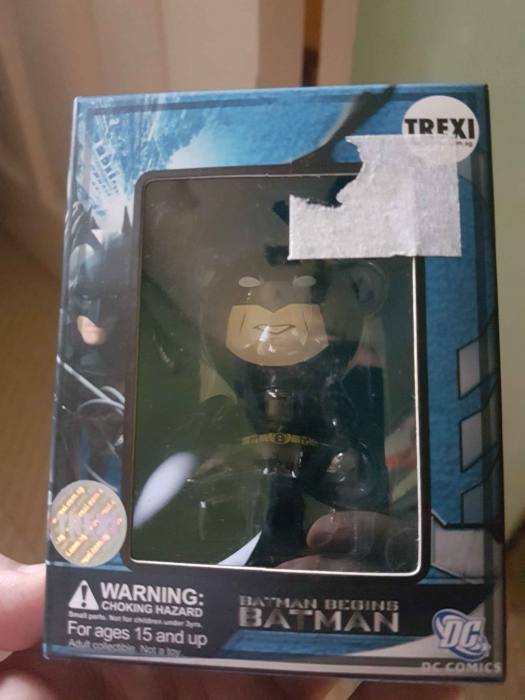 TREXI
WARNING:
CHOKING HAZARD
Small parts. Not for children under 3yrs.
For ages 15 and up
Adult collectible. Not a toy
BATMAN BEGINS
BATMAN
DC
DC COMICS